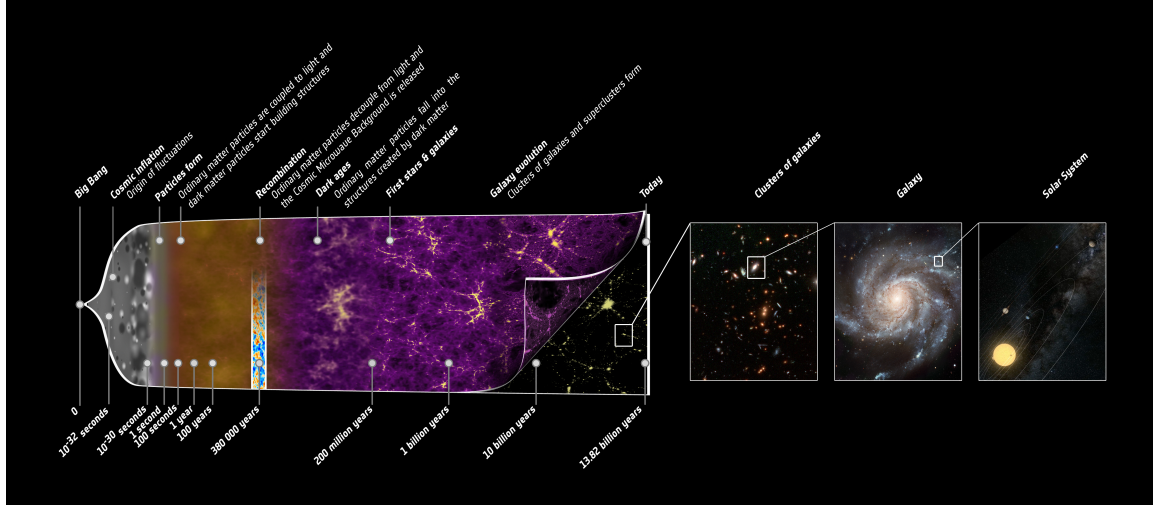 Big Bang
Cosmic inflation
Origin of fluctuations
Particles form
Ordinary matter particles are coupled to light and
dark matter particles start building structures
Recombination
Ordinary matter particles decouple from light and
the Cosmic Microwave Background is released
Dark ages
Ordinary matter particles fall into the
structures created by dark matter
First stars & galaxies
Galaxy evolution
Clusters of galaxies and superclusters form
Today
Clusters of galaxies
Galaxy
Solar System
0
10-32 seconds
10-30 seconds
1 second
100 seconds
1 year
100 years
380 000 years
200 million years
1 billion years
10 billion years
13.82 billion years